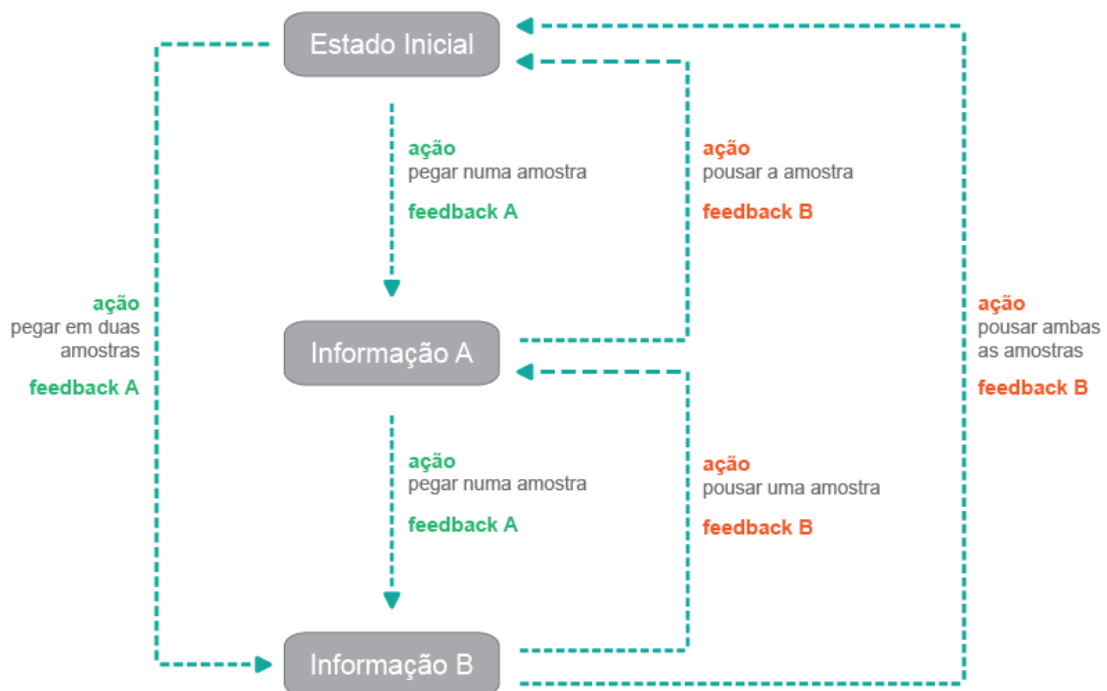 Estado Inicial
ação
pegar numa amostra
feedback A
ação
pousar a amostra
feedback B
ação
pegar em duas
amostras
feedback A
ação
pousar ambas
as amostras
feedback B
Informação A
ação
pegar numa amostra
feedback A
ação
pousar uma amostra
feedback B
Informação B